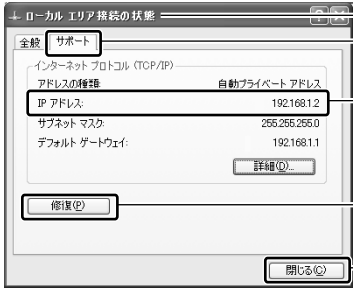 ローカル エリア接続の状態
全般 サポート
インターネット プロトコル (TCP/IP)
アドレスの種類: 自動プライベート アドレス
IP アドレス: 192.168.1.2
サブネット マスク: 255.255.255.0
デフォルト ゲートウェイ: 192.168.1.1
詳細(D)...
修復(P)
閉じる(C)